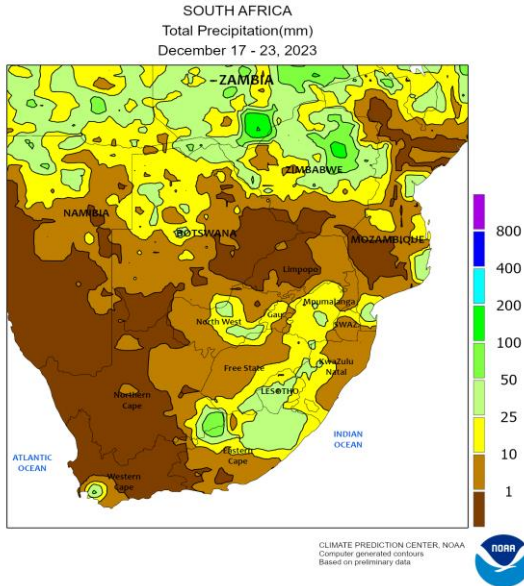 SOUTH AFRICA
Total Precipitation(mm)
December 17 - 23, 2023
ZAMBIA
ZIMBABWE
NAMIBIA
BOTSWANA
MOZAMBIQUE
Limpopo
Mpumalanga
Gau.
North West
SWAZ.
Free State
KwaZulu
Natal
LESOTHO
Northern
Cape
Eastern
Cape
Western
Cape
ATLANTIC
OCEAN
INDIAN
OCEAN
800
400
200
100
50
25
10
1
CLIMATE PREDICTION CENTER, NOAA
Computer generated contours
Based on preliminary data
NOAA